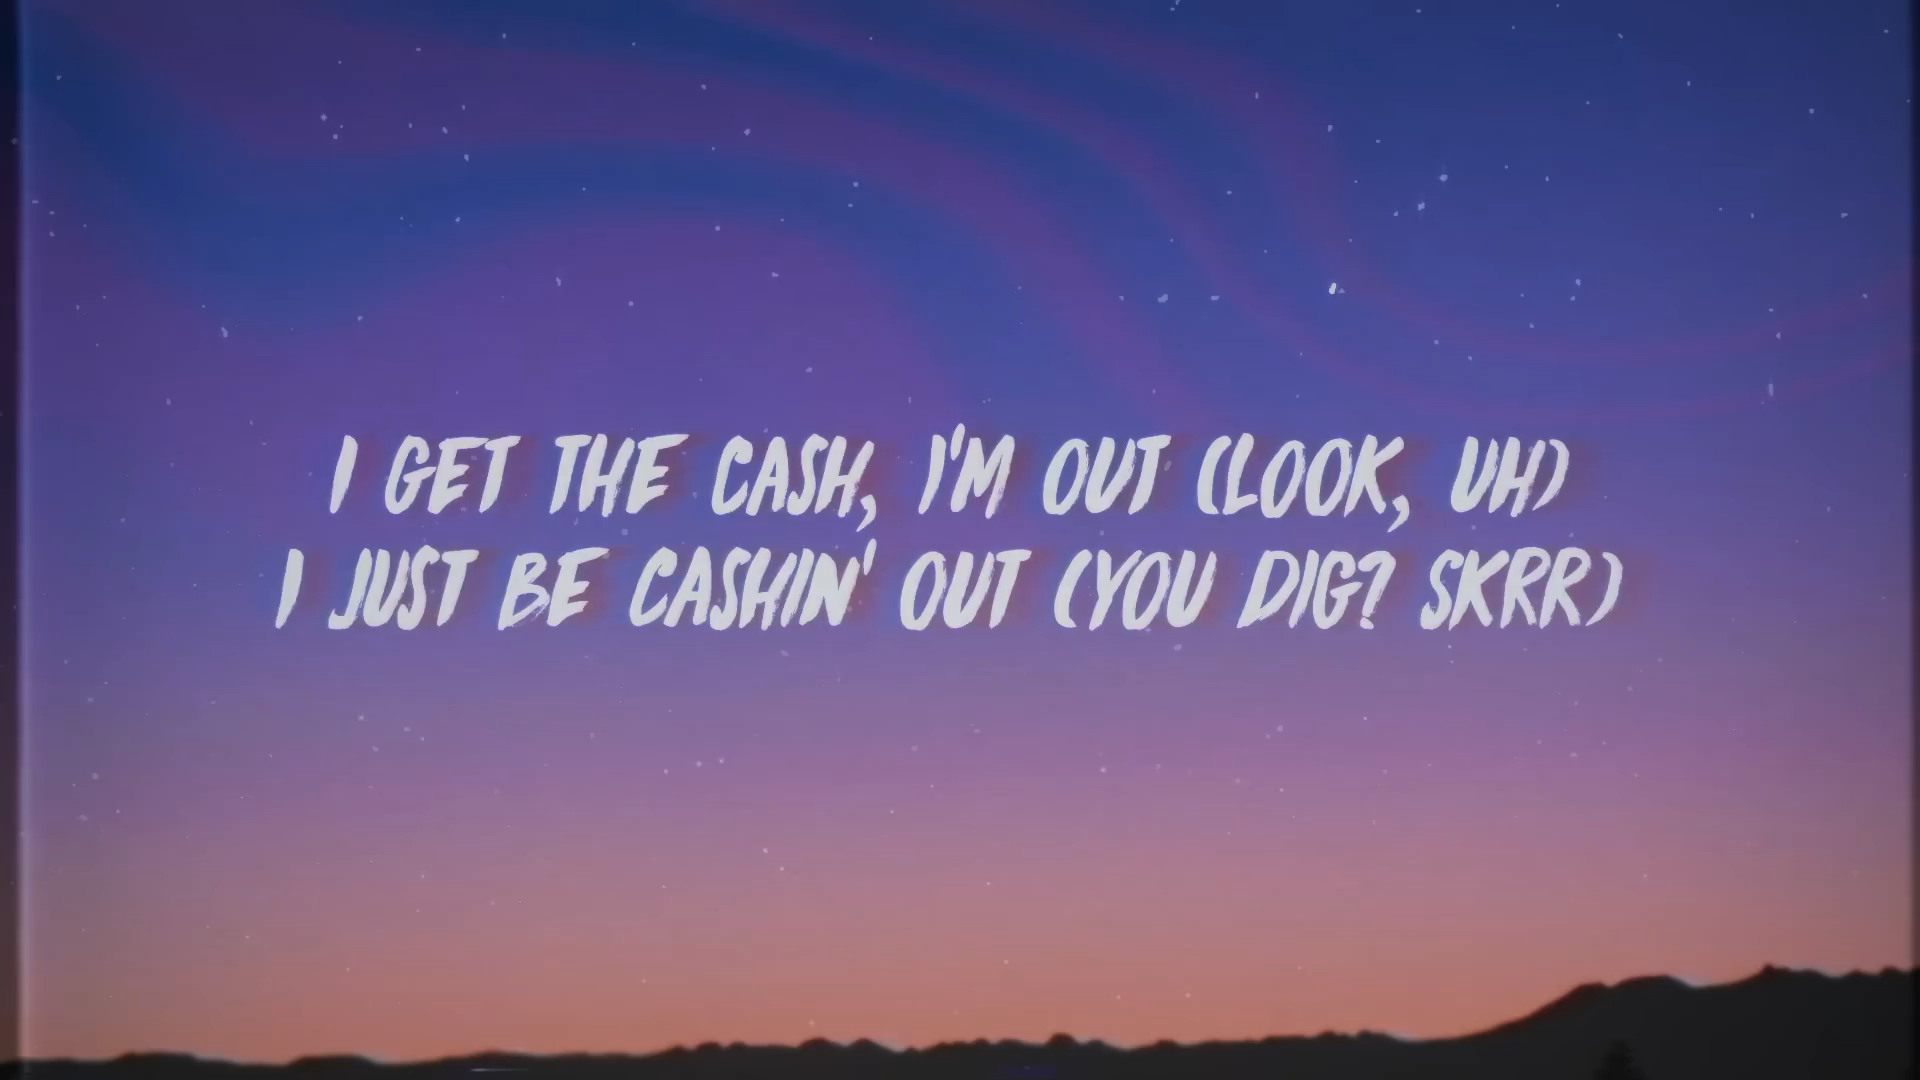 I GET THE CASH, I'M OUT (LOOK, UH)
I JUST BE CASHIN' OUT (YOU DIG? SKRR)